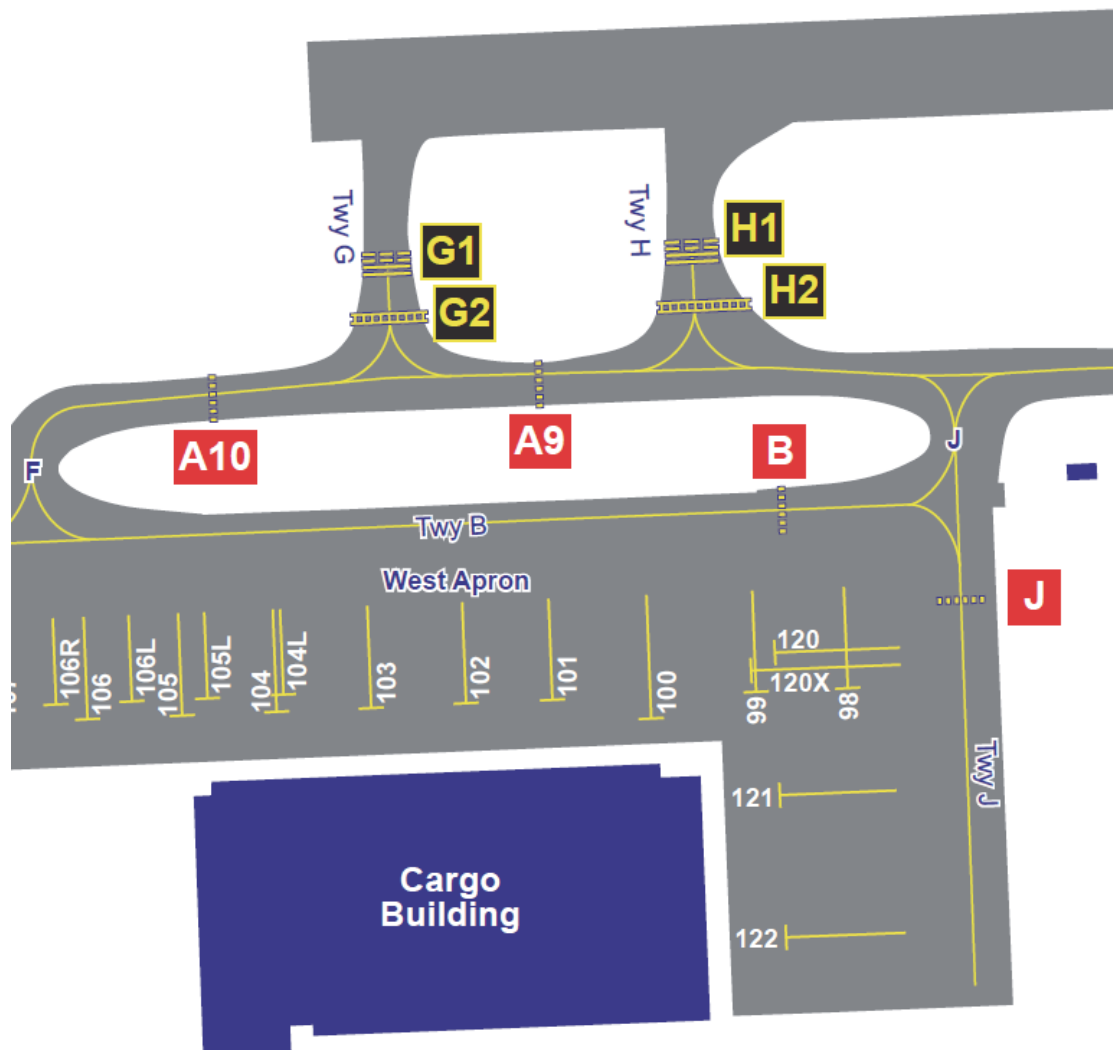 Twy G
G1
G2
Twy H
H1
H2
A10
A9
B
J
F
Twy B
West Apron
J
106R
106
106L
105
105L
104
104L
103
102
101
100
99
98
120
120X
121
122
Twy J
Cargo
Building